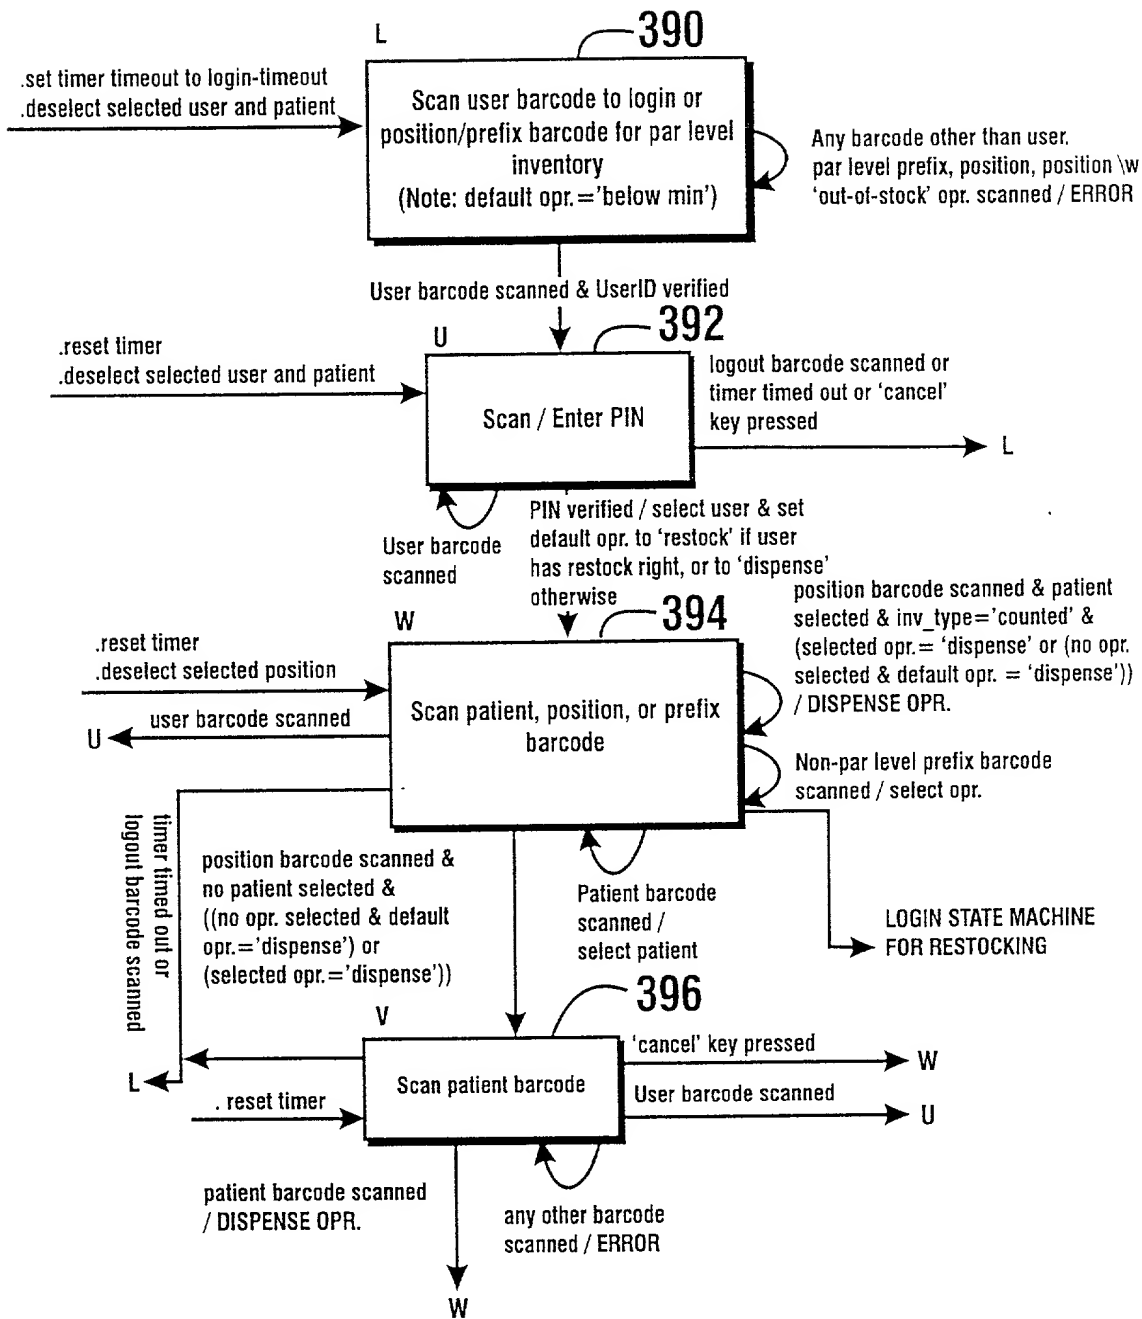 L
390
.set timer timeout to login-timeout
.deselect selected user and patient
Scan user barcode to login or
position/prefix barcode for par level
inventory
(Note: default opr.='below min')
Any barcode other than user.
par level prefix, position, position \w
'out-of-stock' opr. scanned / ERROR
User barcode scanned & UserID verified
U
392
.reset timer
.deselect selected user and patient
Scan / Enter PIN
logout barcode scanned or
timer timed out or 'cancel'
key pressed
L
User barcode
scanned
PIN verified / select user & set
default opr. to 'restock' if user
has restock right, or to 'dispense'
otherwise
W
394
.reset timer
.deselect selected position
user barcode scanned
U
Scan patient, position, or prefix
barcode
position barcode scanned & patient
selected & inv_type='counted' &
(selected opr.= 'dispense' or (no opr.
selected & default opr. = 'dispense'))
/ DISPENSE OPR.
Non-par level prefix barcode
scanned / select opr.
timer timed out or
logout barcode scanned
position barcode scanned &
no patient selected &
((no opr. selected & default
opr.='dispense') or
(selected opr.='dispense'))
Patient barcode
scanned /
select patient
LOGIN STATE MACHINE
FOR RESTOCKING
V
396
L
Scan patient barcode
'cancel' key pressed
W
. reset timer
User barcode scanned
U
patient barcode scanned
/ DISPENSE OPR.
any other barcode
scanned / ERROR
W